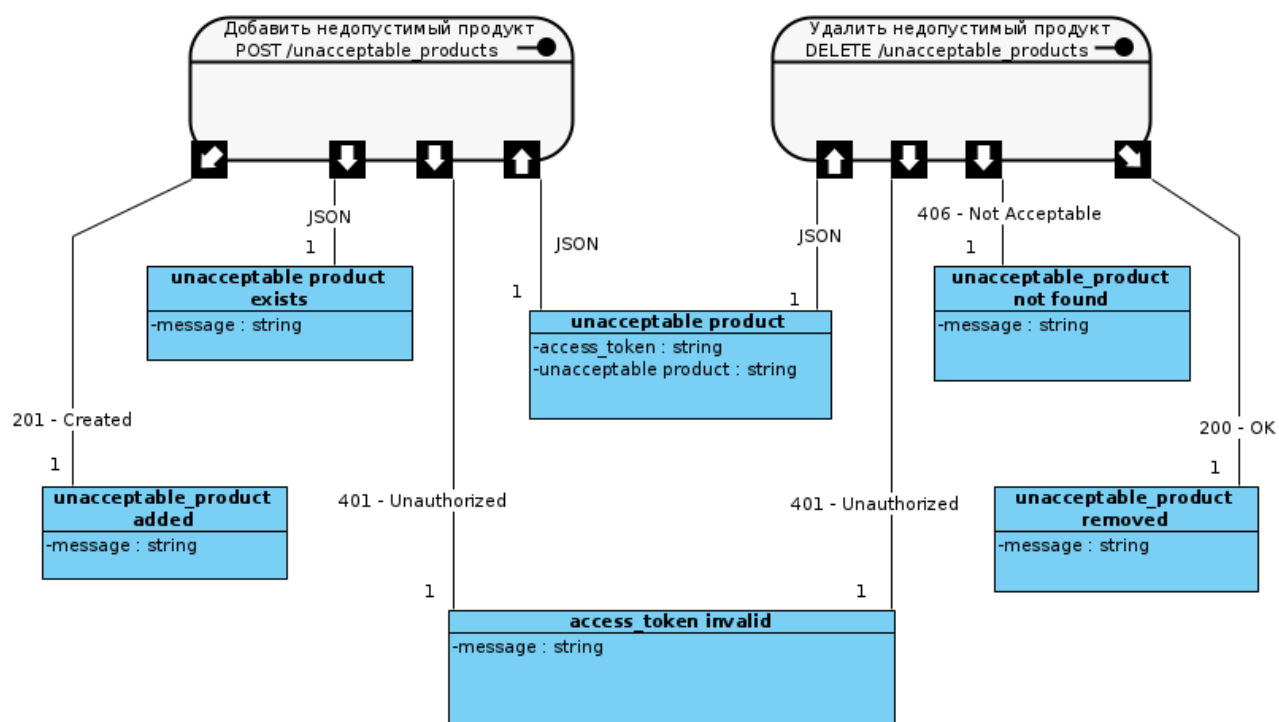 Добавить недопустимый продукт
POST /unacceptable_products
Удалить недопустимый продукт
DELETE /unacceptable_products
JSON
1
unacceptable product
exists
-message : string
JSON
1
JSON
1
unacceptable product
-access_token : string
-unacceptable product : string
406 - Not Acceptable
1
unacceptable_product
not found
-message : string
201 - Created
1
unacceptable_product
added
-message : string
401 - Unauthorized
1
401 - Unauthorized
1
200 - OK
1
unacceptable_product
removed
-message : string
access_token invalid
-message : string